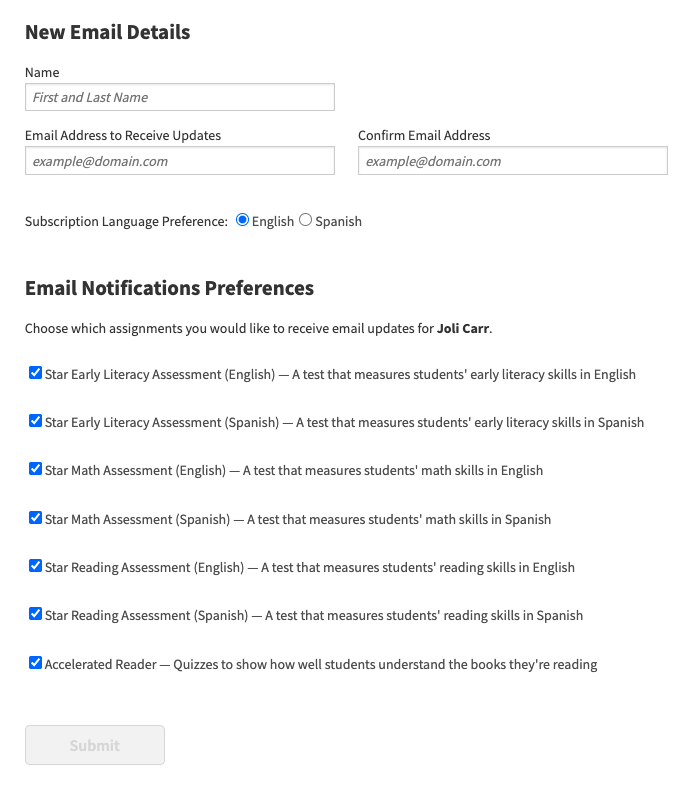 New Email Details
Name
First and Last Name
Email Address to Receive Updates
Confirm Email Address
example@domain.com
example@domain.com
Subscription Language Preference: English Spanish
Email Notifications Preferences
Choose which assignments you would like to receive email updates for Joli Carr.
Star Early Literacy Assessment (English) — A test that measures students' early literacy skills in English
Star Early Literacy Assessment (Spanish) — A test that measures students' early literacy skills in Spanish
Star Math Assessment (English) — A test that measures students' math skills in English
Star Math Assessment (Spanish) — A test that measures students' math skills in Spanish
Star Reading Assessment (English) — A test that measures students' reading skills in English
Star Reading Assessment (Spanish) — A test that measures students' reading skills in Spanish
Accelerated Reader — Quizzes to show how well students understand the books they're reading
Submit